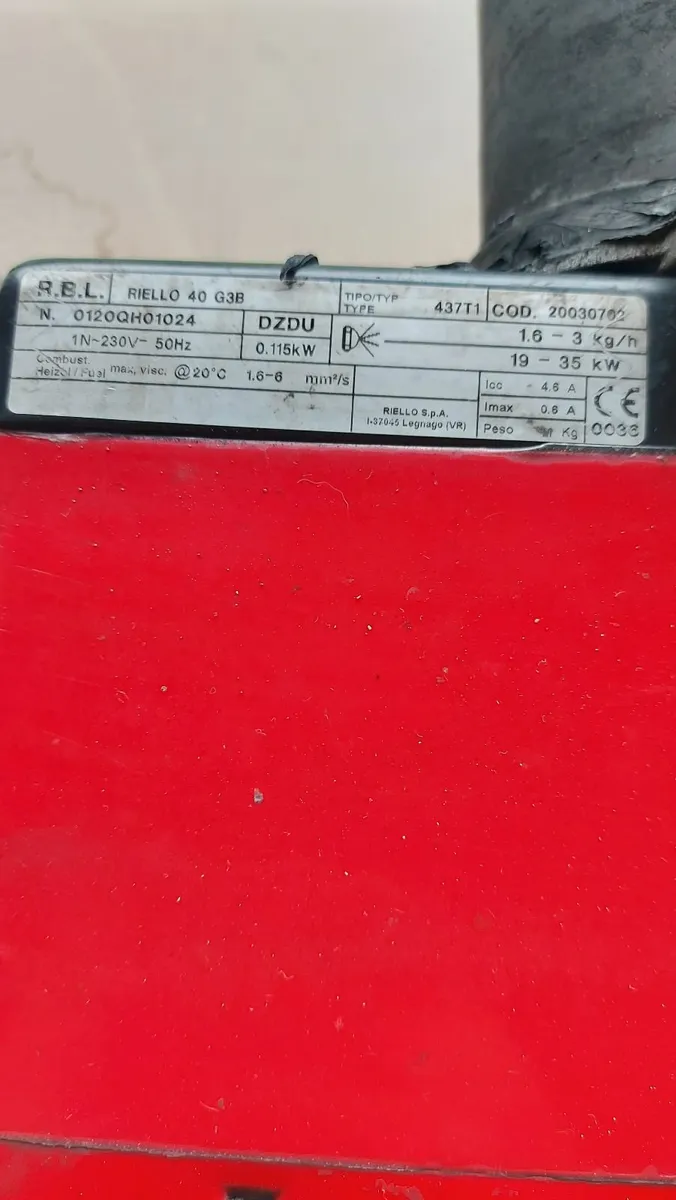 R.B.L. RIELLO 40 G3B TIPO/TYP TYPE 437T1 COD. 20030702
N. 0120QH01024 DZDU 1.6 - 3 kg/h
1N~230V~ 50Hz 0.115kW 19 - 35 kW
Combust.
Heizöl / Fuel max, visc. @20°C 1.6-6 mm²/s
Icc 4.6 A
Imax 0.6 A
RIELLO S.p.A.
I-37045 Legnago (VR)
Peso Kg
CE
0036